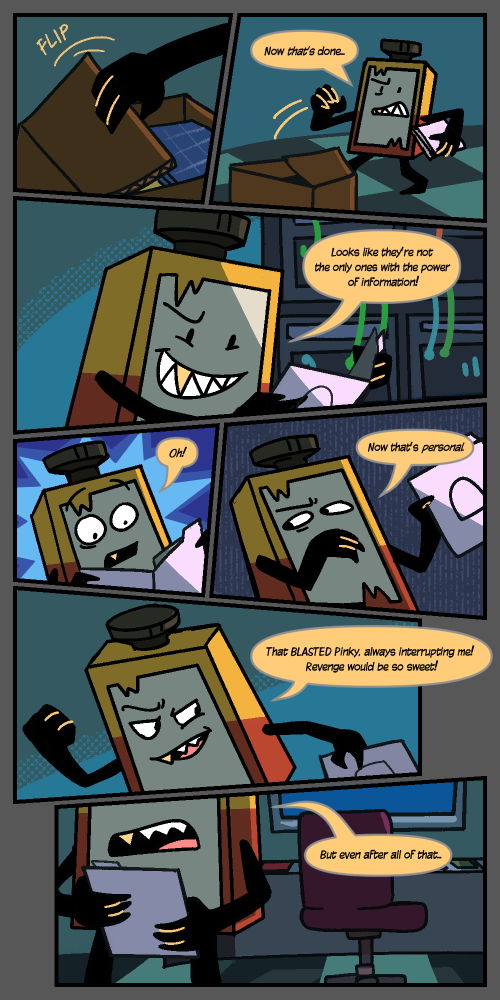 FLIP
Now that's done...
Looks like they're not
the only ones with the power
of information!
Oh!
Now that's personal.
That BLASTED Pinky, always interrupting me!
Revenge would be so sweet!
But even after all of that...